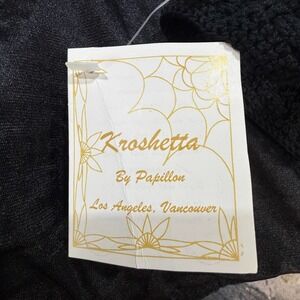 Kroshetta
By Papillon
Los Angeles, Vancouver